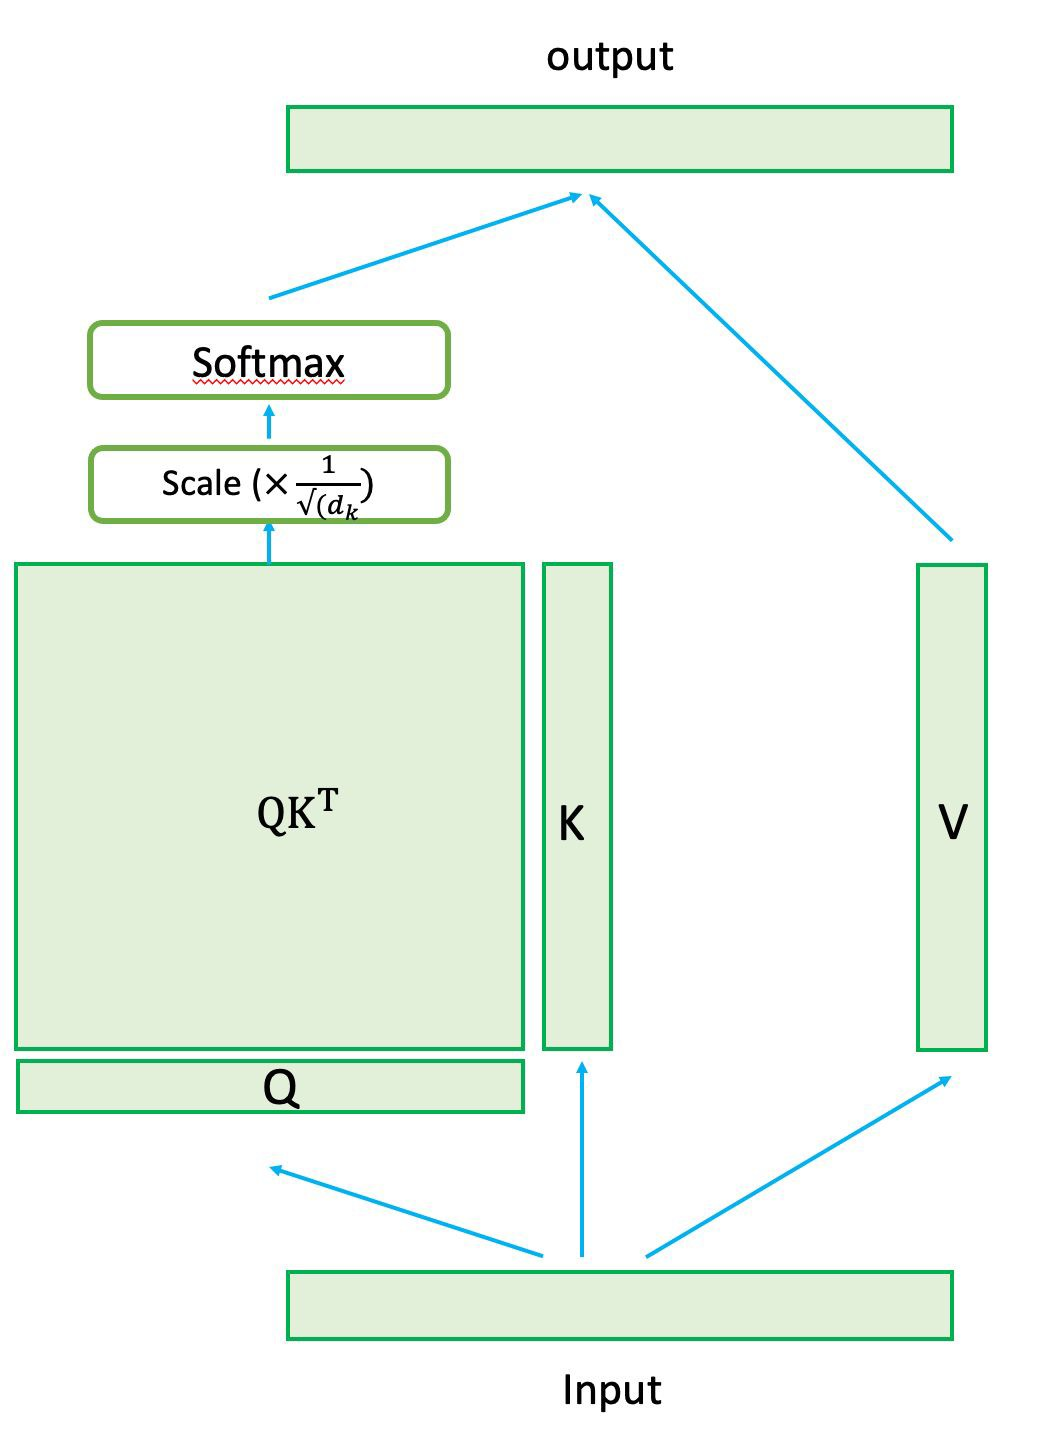 output
Softmax
Scale (× 1/√(d_k)
QK^T
K
V
Q
Input